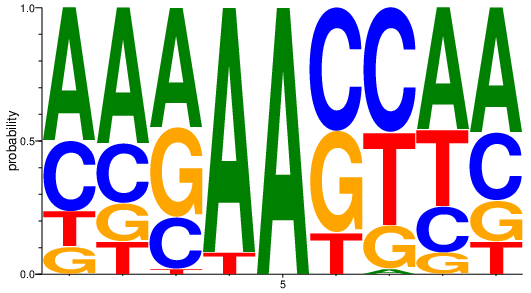 probability
1.0
0.5
0.0
5
A A A A A C C A A
C C G T G T T C
T G C T G C G
G T T A G T